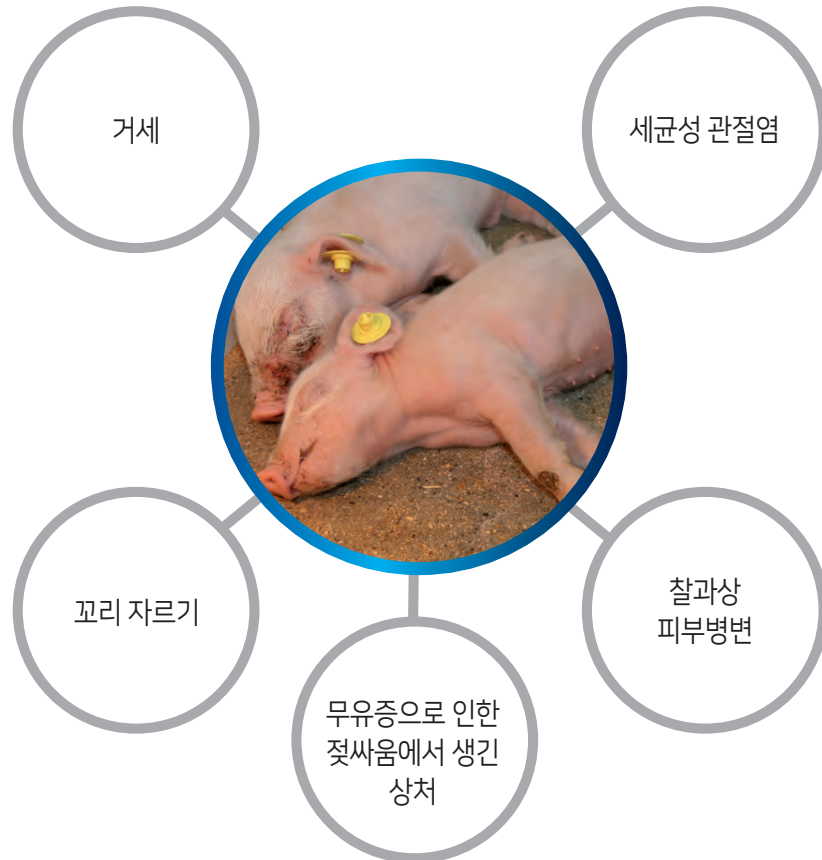 거세
세균성 관절염
꼬리 자르기
찰과상
피부병변
무유증으로 인한
젖싸움에서 생긴
상처